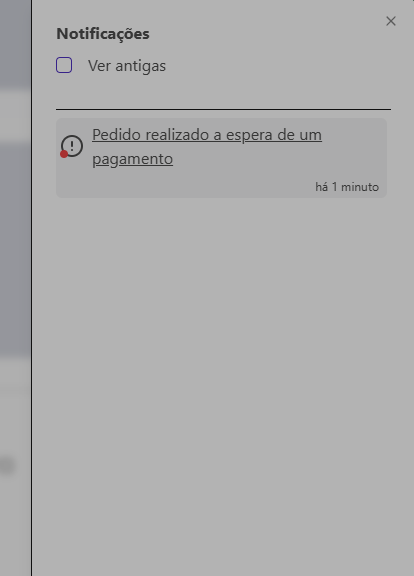 Notificações
Ver antigas
Pedido realizado a espera de um
pagamento
há 1 minuto